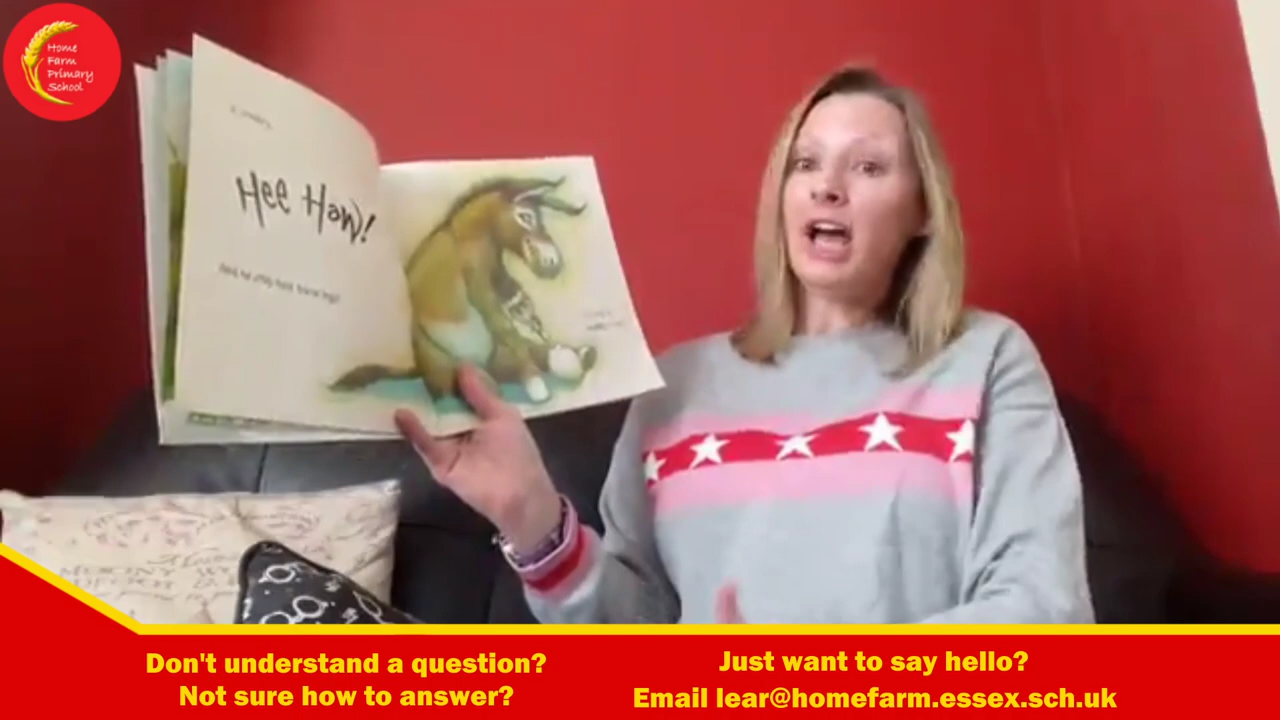 Home
Farm
Primary
School
Hee Haw!
Don't understand a question?
Not sure how to answer?
Just want to say hello?
Email lear@homefarm.essex.sch.uk